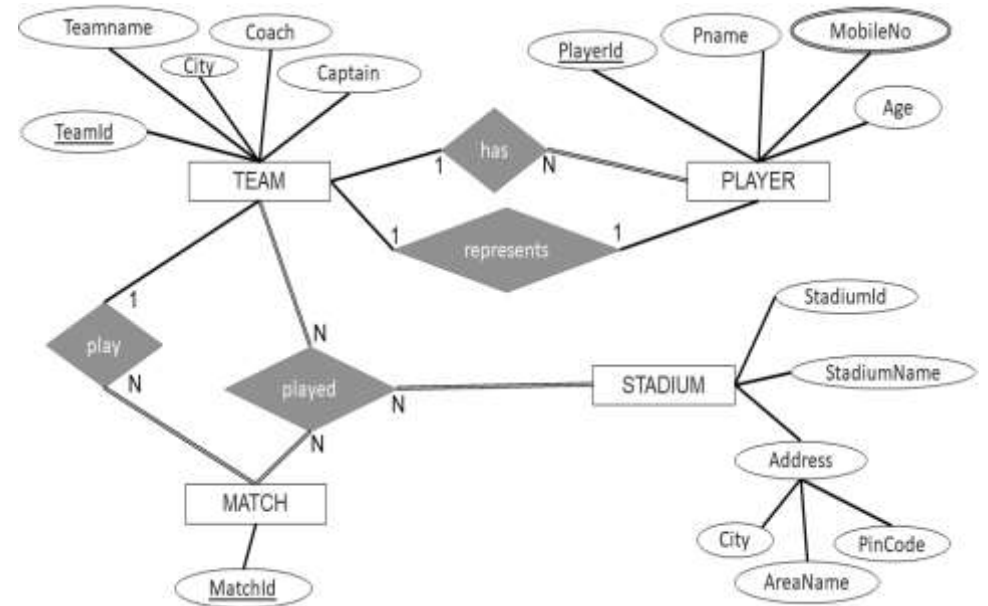 Teamname
Coach
City
Captain
TeamId
PlayerId
Pname
MobileNo
Age
has
1
N
TEAM
PLAYER
1
represents
1
1
play
N
N
played
N
N
StadiumId
STADIUM
StadiumName
Address
MATCH
City
PinCode
AreaName
MatchId